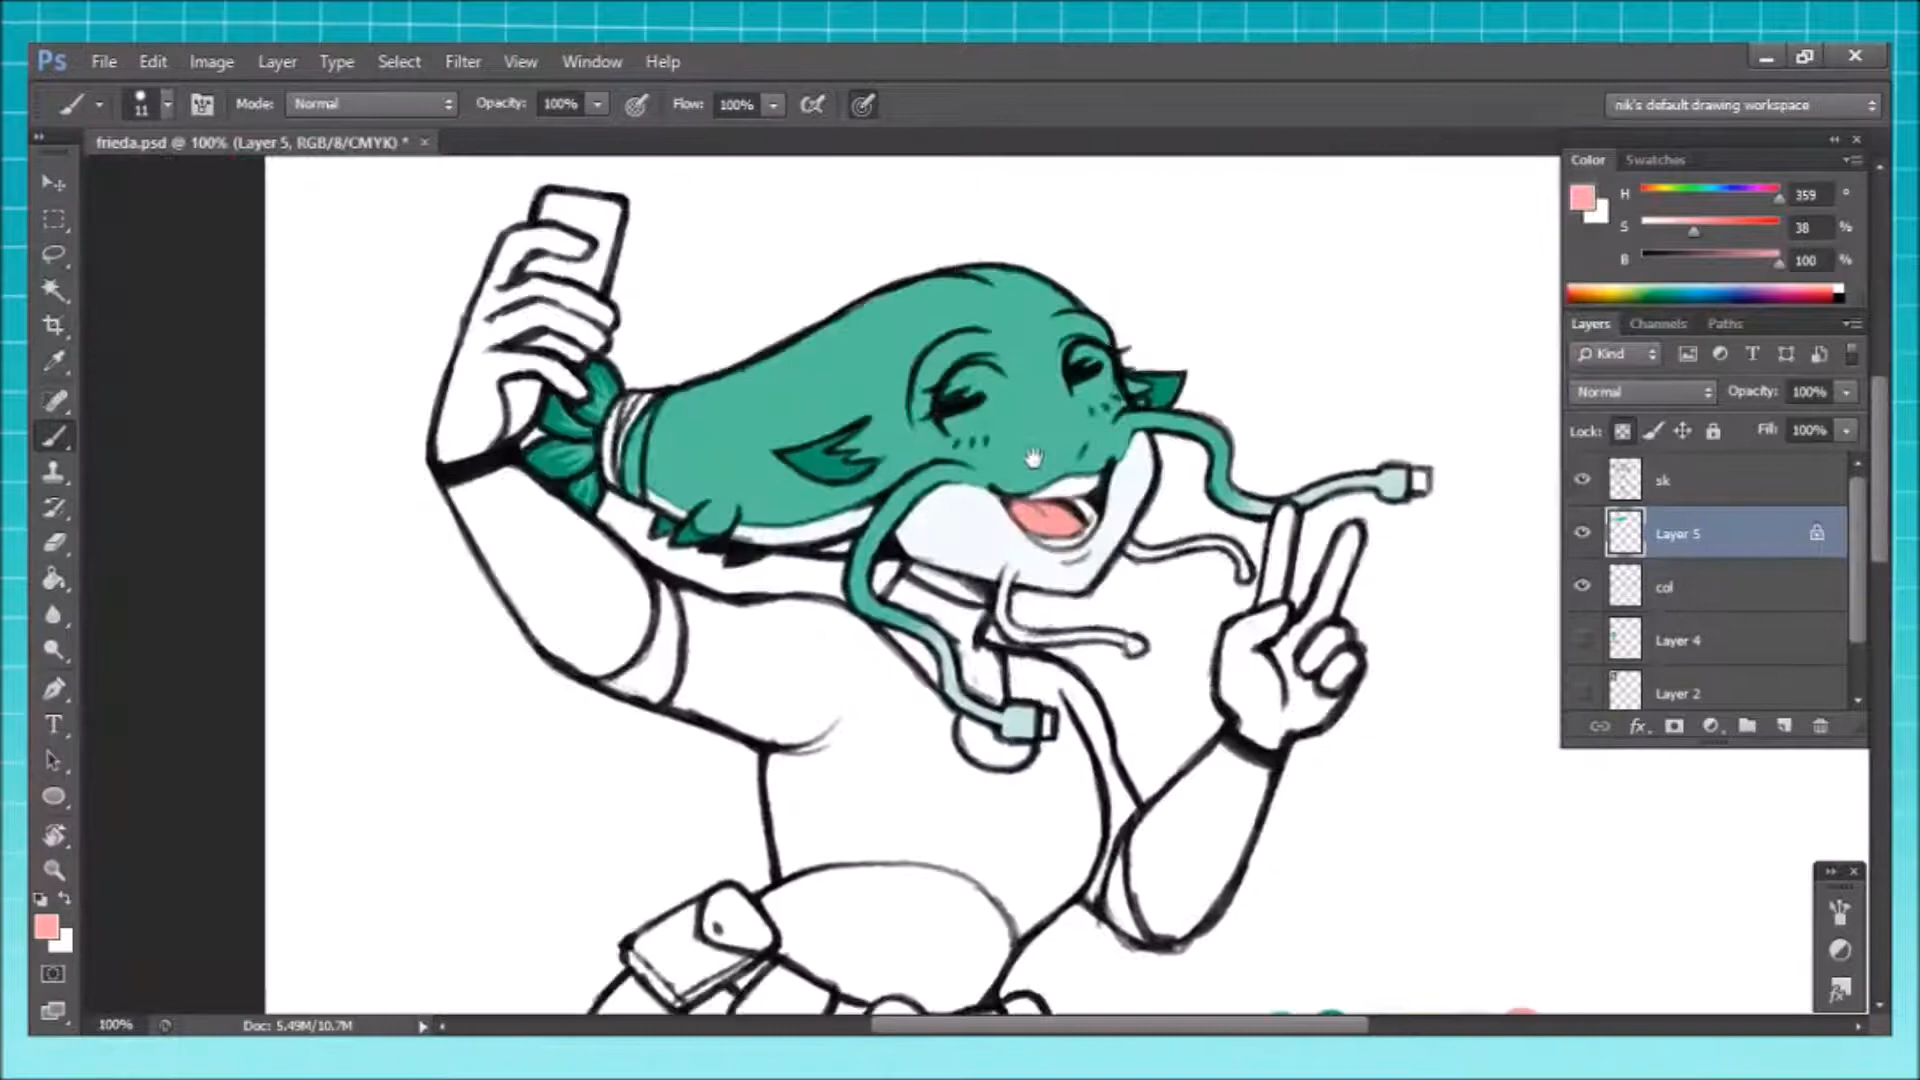 Ps File Edit Image Layer Type Select Filter View Window Help
11 Mode: Normal Opacity: 100% Flow: 100% nik's default drawing workspace
frieda.psd @ 100% (Layer 5, RGB/8/CMYK) *
Color Swatches
H 359 °
S 38 %
B 100 %
Layers Channels Paths
Kind
Normal Opacity: 100%
Lock: Fill: 100%
sk
Layer 5
col
Layer 4
Layer 2
fx
100% Doc: 5.49M/10.7M